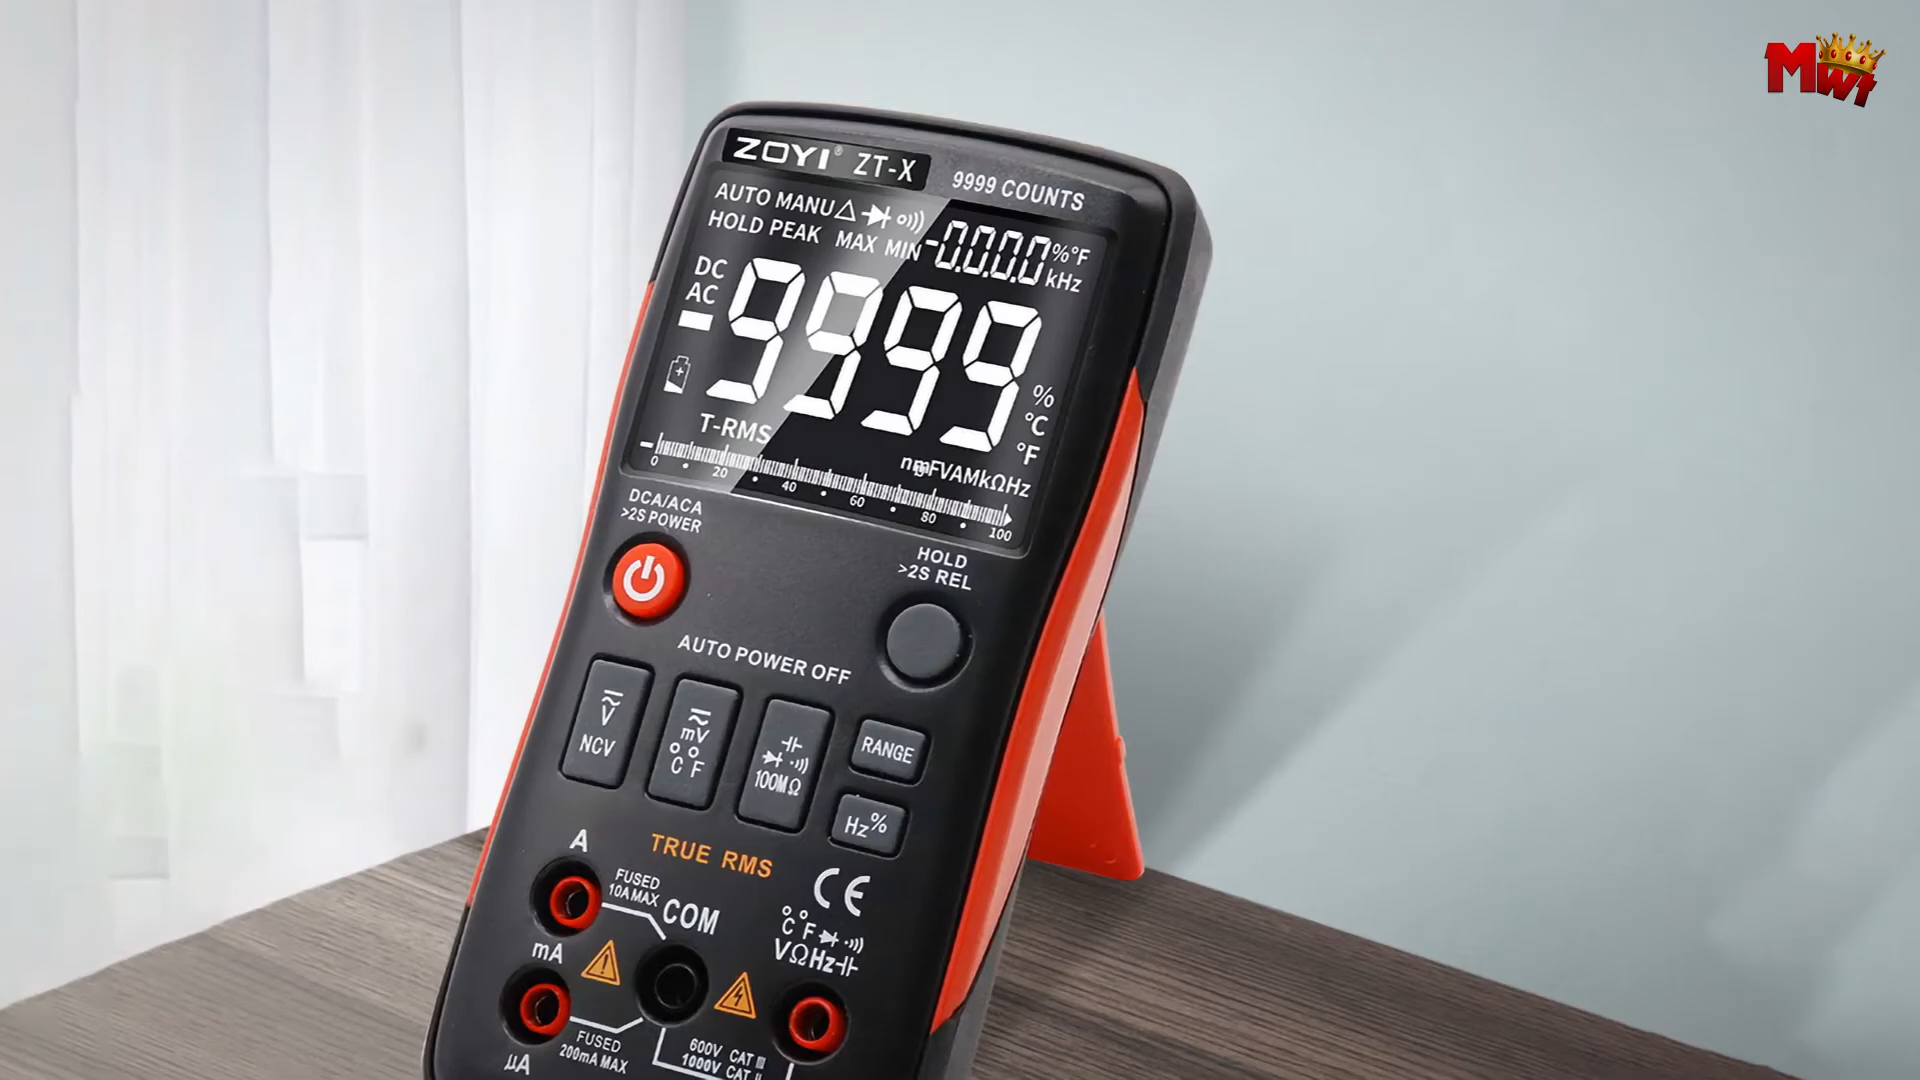 Mwt
ZOYI® ZT-X 9999 COUNTS
AUTO MANU
HOLD PEAK MAX MIN
-0.0.0.0 %°F
kHz
DC
AC
-9999
%
°C
°F
T-RMS
nmFVAMkΩHz
0 20 40 60 80 100
DCA/ACA
>2S POWER
HOLD
>2S REL
AUTO POWER OFF
V
NCV
mV
°C °F
100MΩ
RANGE
Hz%
TRUE RMS
A
FUSED
10A MAX
COM
CE
°C °F
VΩHz
mA
FUSED
200mA MAX
µA
600V CAT III
1000V CAT II